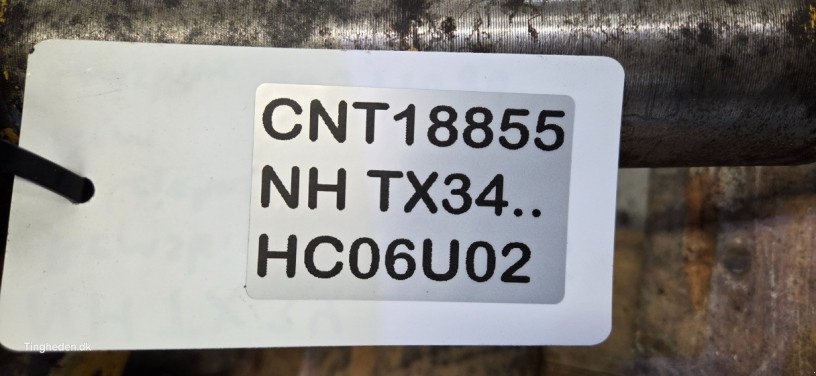 CNT18855
NH TX34..
HC06U02
Tingheden.dk